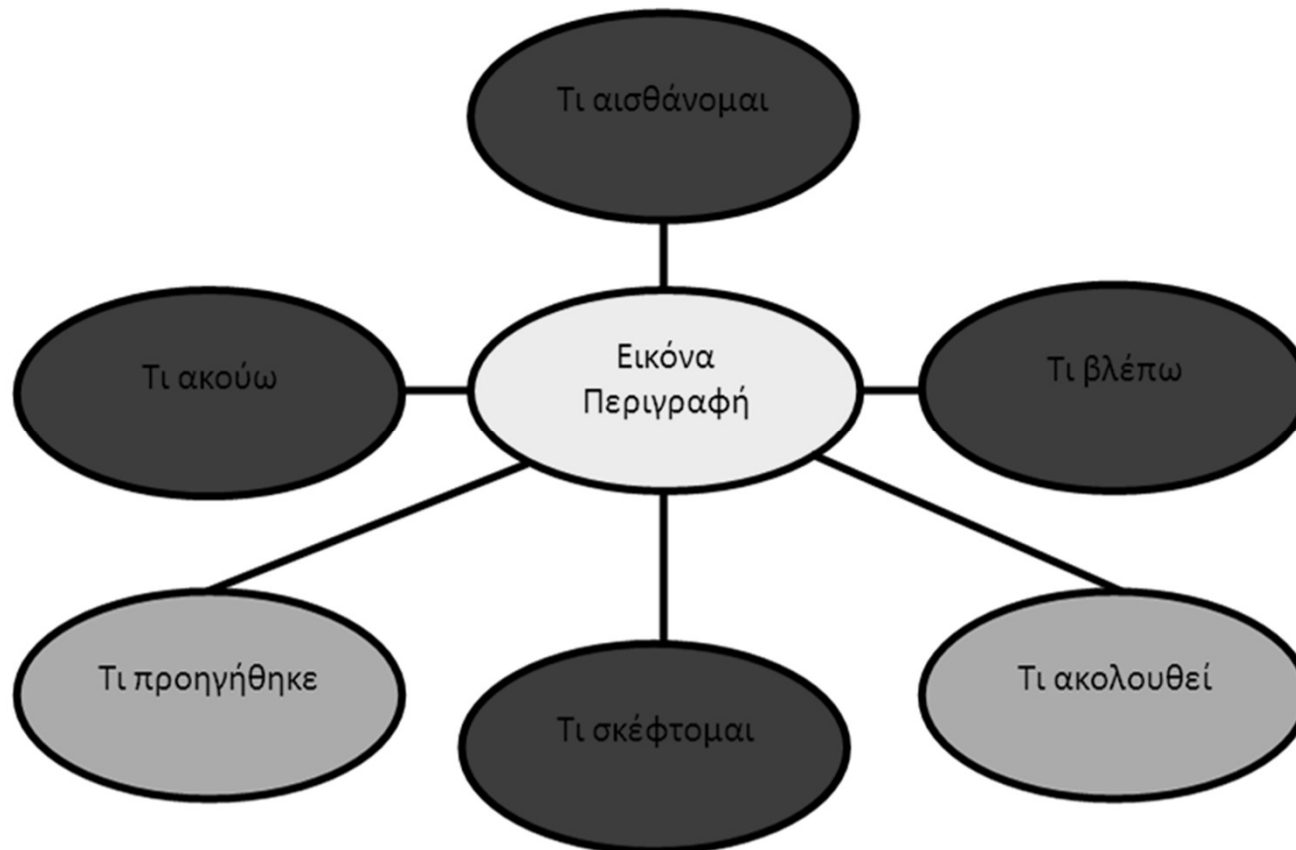 Τι αισθάνομαι
Τι ακούω
Εικόνα
Περιγραφή
Τι βλέπω
Τι προηγήθηκε
Τι σκέφτομαι
Τι ακολουθεί